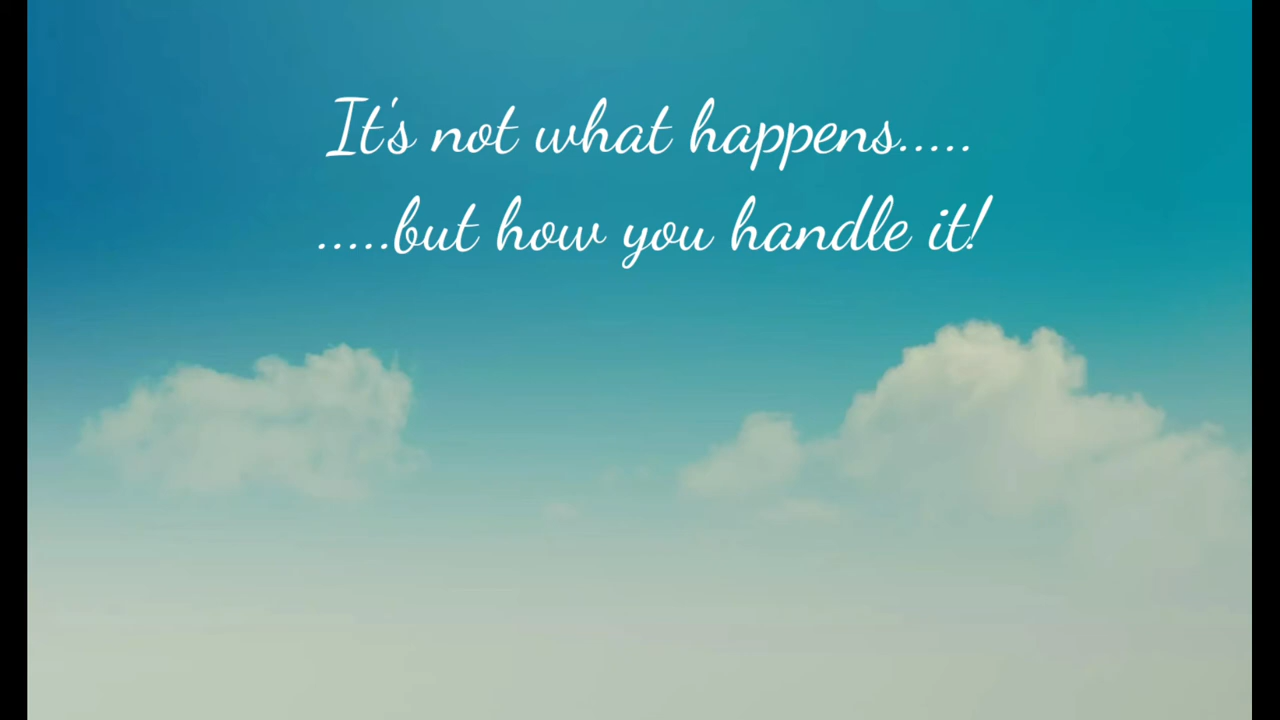 It's not what happens.....
.....but how you handle it!